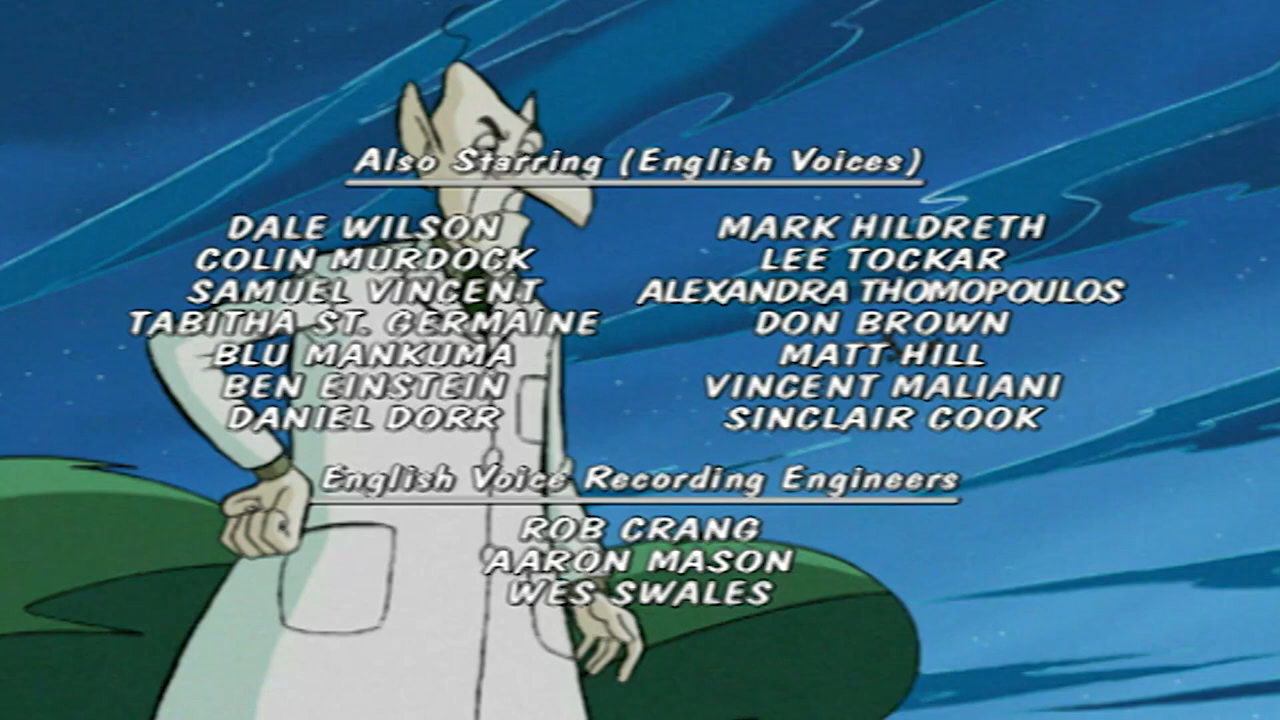 Also Starring (English Voices)
DALE WILSON
COLIN MURDOCK
SAMUEL VINCENT
TABITHA ST. GERMAINE
BLU MANKUMA
BEN EINSTEIN
DANIEL DORR
MARK HILDRETH
LEE TOCKAR
ALEXANDRA THOMOPOULOS
DON BROWN
MATT HILL
VINCENT MALIANI
SINCLAIR COOK
English Voice Recording Engineers
ROB CRANG
AARON MASON
WES SWALES